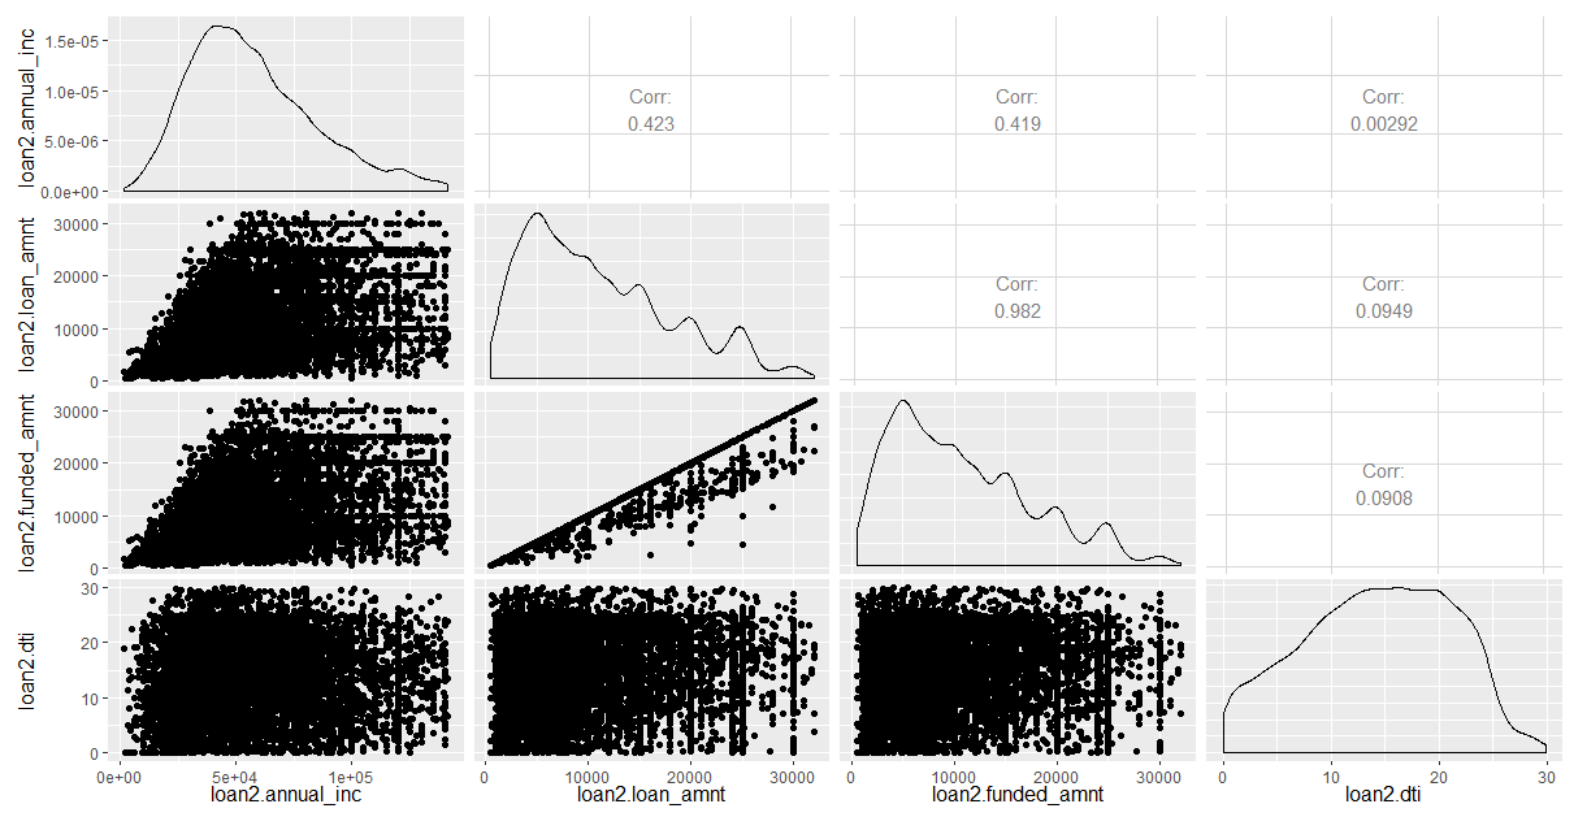 loan2.annual_inc
1.5e-05
1.0e-05
5.0e-06
0.0e+00
Corr:
0.423
Corr:
0.419
Corr:
0.00292
loan2.loan_amnt
30000
20000
10000
0
Corr:
0.982
Corr:
0.0949
loan2.funded_amnt
30000
20000
10000
0
Corr:
0.0908
loan2.dti
30
20
10
0
0e+00 5e+04 1e+05
0 10000 20000 30000
0 10000 20000 30000
0 10 20 30
loan2.annual_inc
loan2.loan_amnt
loan2.funded_amnt
loan2.dti